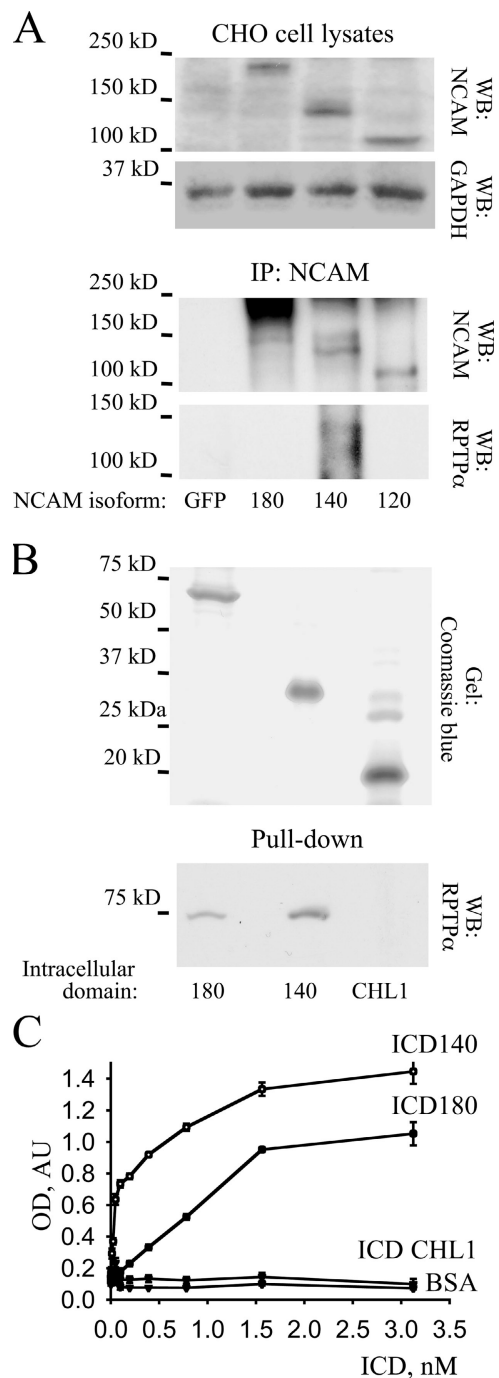 A
CHO cell lysates
250 kD
150 kD
100 kD
WB: NCAM
37 kD
WB: GAPDH
IP: NCAM
250 kD
150 kD
100 kD
WB: NCAM
150 kD
100 kD
WB: RPTPα
NCAM isoform: GFP 180 140 120
B
75 kD
50 kD
37 kD
25 kDa
20 kD
Gel: Coomassie blue
Pull-down
75 kD
WB: RPTPα
Intracellular
domain: 180 140 CHL1
C
ICD140
ICD180
ICD CHL1
BSA
OD, AU
1.4
1.2
1.0
0.8
0.6
0.4
0.2
0.0
0.0 0.5 1.0 1.5 2.0 2.5 3.0 3.5
ICD, nM